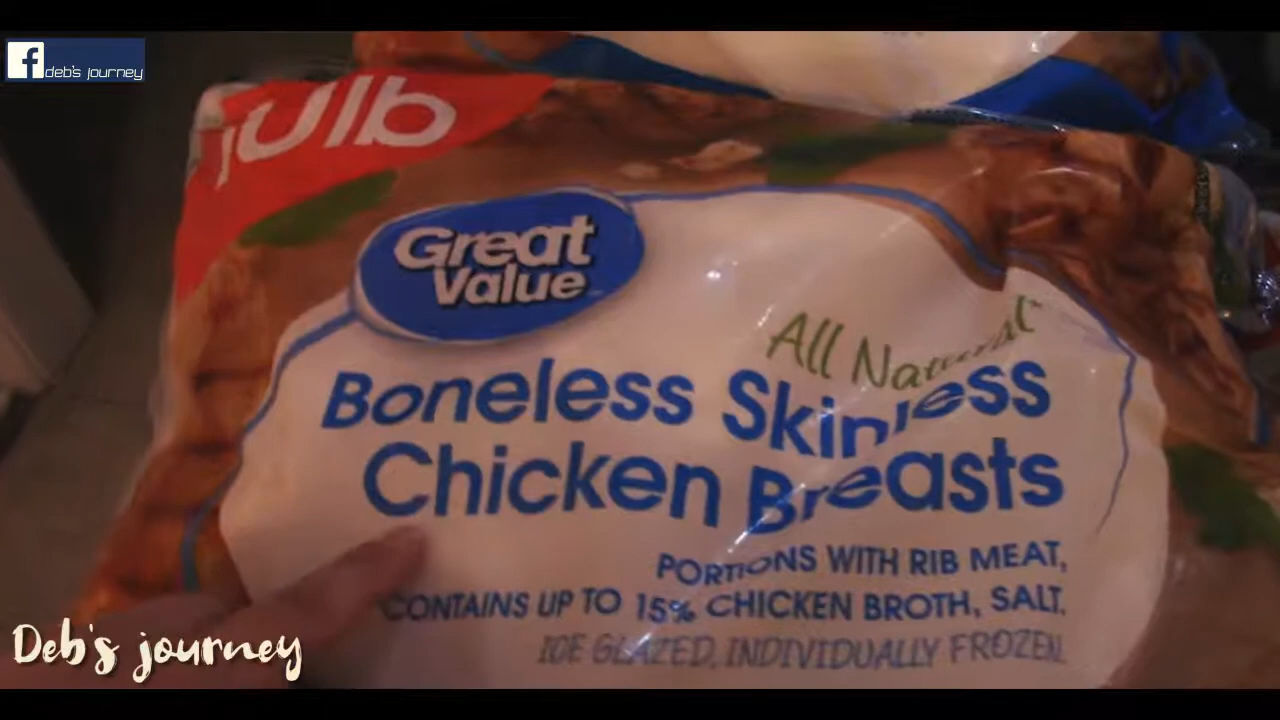 f deb's journey
lb
Great
Value
All Natural
Boneless Skinless
Chicken Breasts
PORTIONS WITH RIB MEAT,
CONTAINS UP TO 15% CHICKEN BROTH, SALT,
ICE GLAZED, INDIVIDUALLY FROZEN
Deb's journey